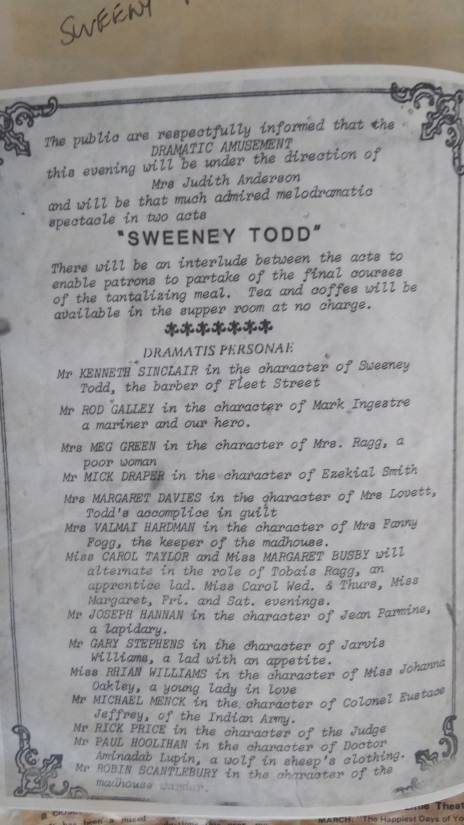 SWEENY
The public are respectfully informed that the
DRAMATIC AMUSEMENT
this evening will be under the direction of
Mrs Judith Anderson
and will be that much admired melodramatic
spectacle in two acts
"SWEENEY TODD"
There will be an interlude between the acts to
enable patrons to partake of the final courses
of the tantalizing meal. Tea and coffee will be
available in the supper room at no charge.
DRAMATIS PERSONAE
Mr KENNETH SINCLAIR in the character of Sweeney
Todd, the barber of Fleet Street
Mr ROD GALLEY in the character of Mark Ingestre
a mariner and our hero.
Mrs MEG GREEN in the character of Mrs. Ragg, a
poor woman
Mr MICK DRAPER in the character of Ezekial Smith
Mrs MARGARET DAVIES in the character of Mrs Lovett,
Todd's accomplice in guilt
Mrs VALMAI HARDMAN in the character of Mrs Fanny
Fogg, the keeper of the madhouse.
Miss CAROL TAYLOR and Miss MARGARET BUSBY will
alternate in the role of Tobais Ragg, an
apprentice lad. Miss Carol Wed. & Thurs, Miss
Margaret, Fri. and Sat. evenings.
Mr JOSEPH HANNAN in the character of Jean Parmine,
a lapidary.
Mr GARY STEPHENS in the character of Jarvis
Williams, a lad with an appetite.
Miss RHIAN WILLIAMS in the character of Miss Johanna
Oakley, a young lady in love
Mr MICHAEL MENCK in the character of Colonel Eustace
Jeffrey, of the Indian Army.
Mr RICK PRICE in the character of the Judge
Mr PAUL HOOLIHAN in the character of Doctor
Aminadab Lupin, a wolf in sheep's clothing.
Mr ROBIN SCANTLEBURY in the character of the
madhouse warder.
MARCH: "The Happiest Days of Yo